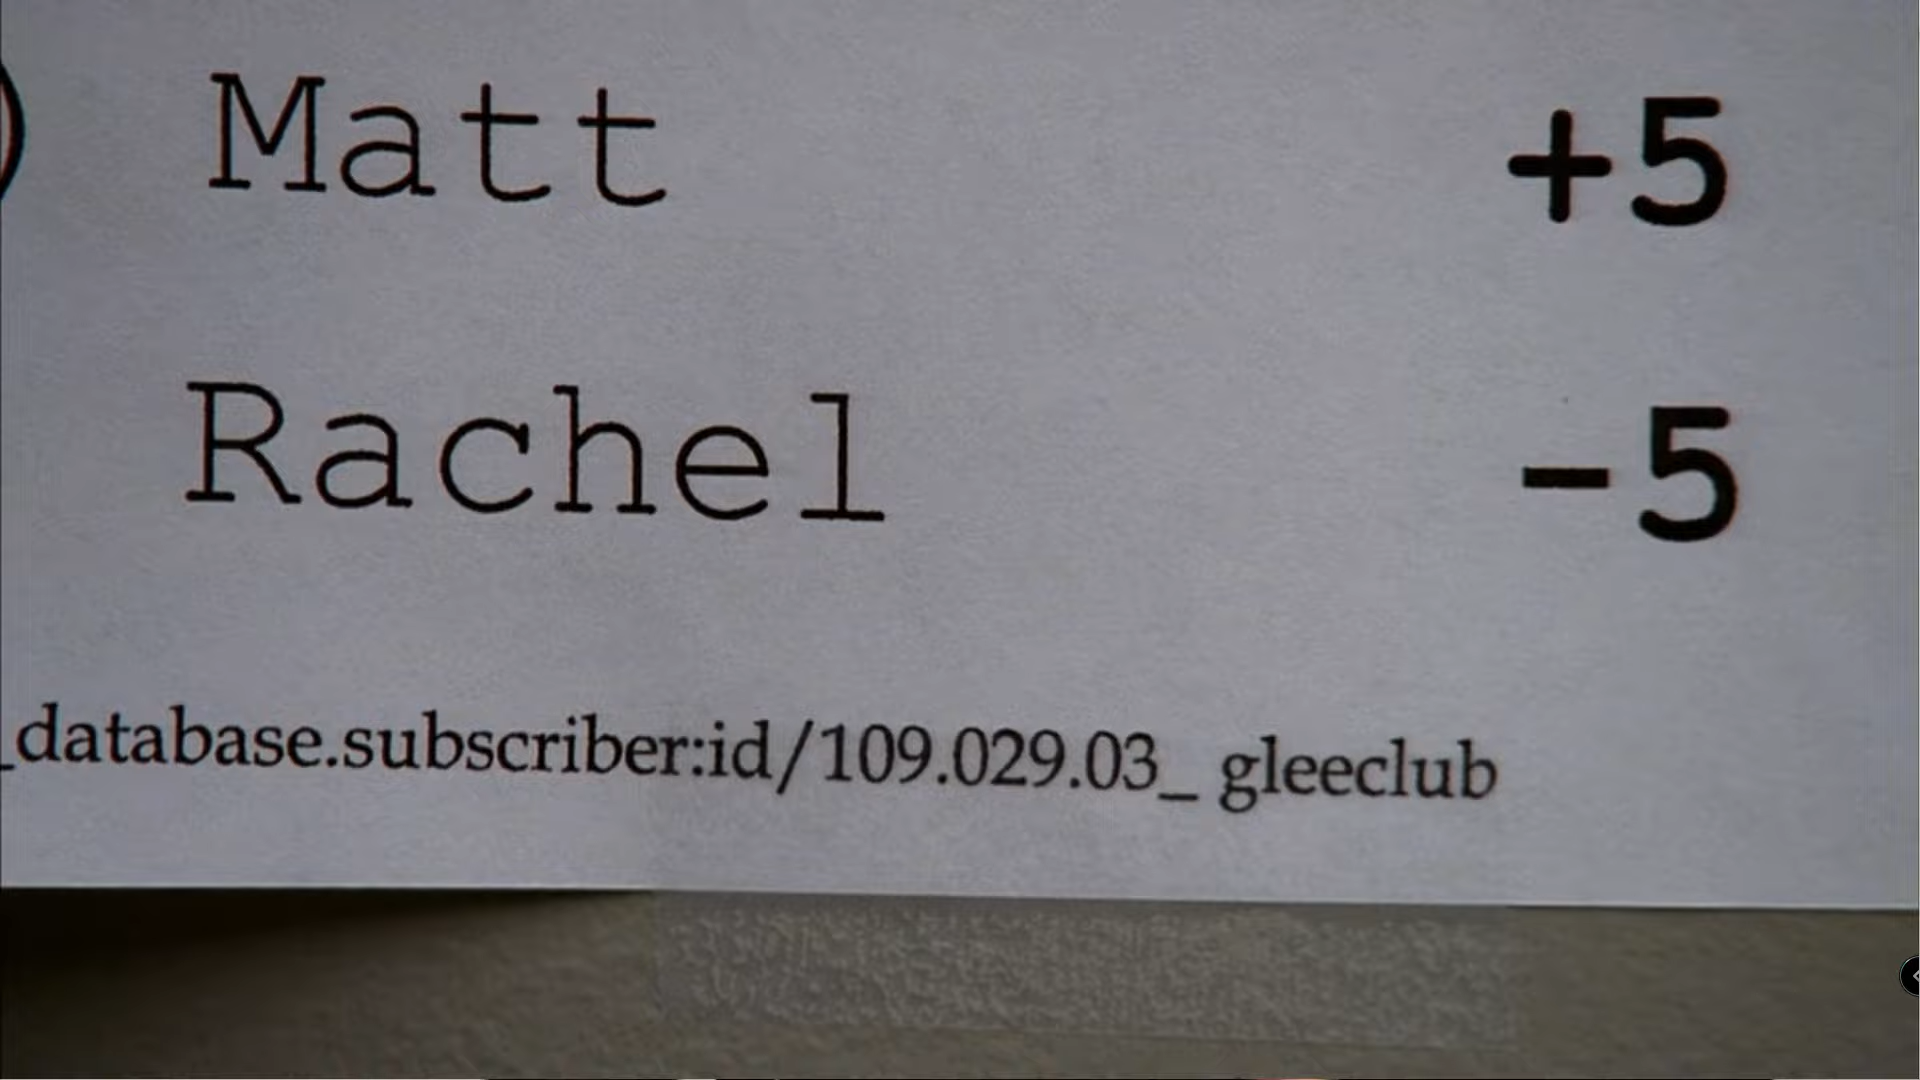 ) Matt +5
Rachel -5
_database.subscriber:id/109.029.03_ gleeclub